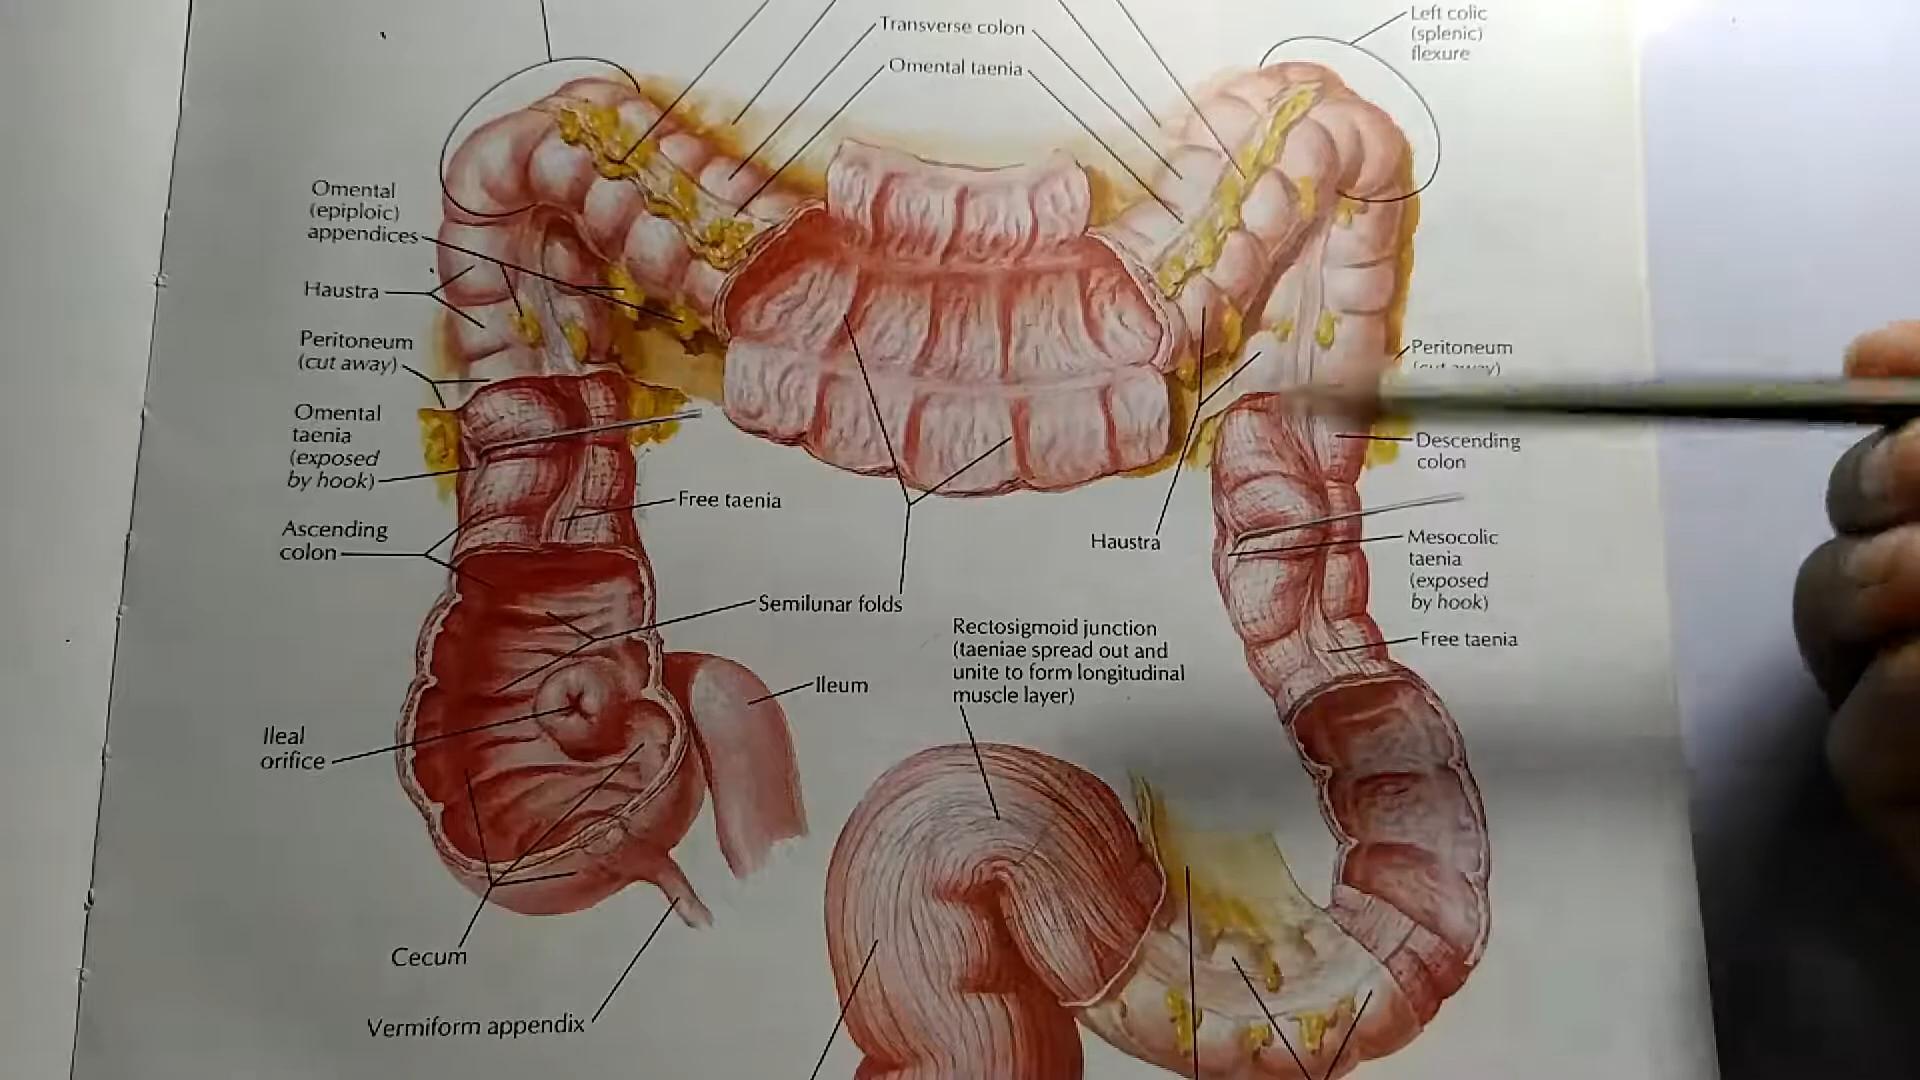 Transverse colon
Omental taenia
Left colic
(splenic)
flexure
Omental
(epiploic)
appendices
Haustra
Peritoneum
(cut away)
Omental
taenia
(exposed
by hook)
Ascending
colon
Free taenia
Semilunar folds
Ileum
Ileal
orifice
Cecum
Vermiform appendix
Haustra
Rectosigmoid junction
(taeniae spread out and
unite to form longitudinal
muscle layer)
Peritoneum
Descending
colon
Mesocolic
taenia
(exposed
by hook)
Free taenia